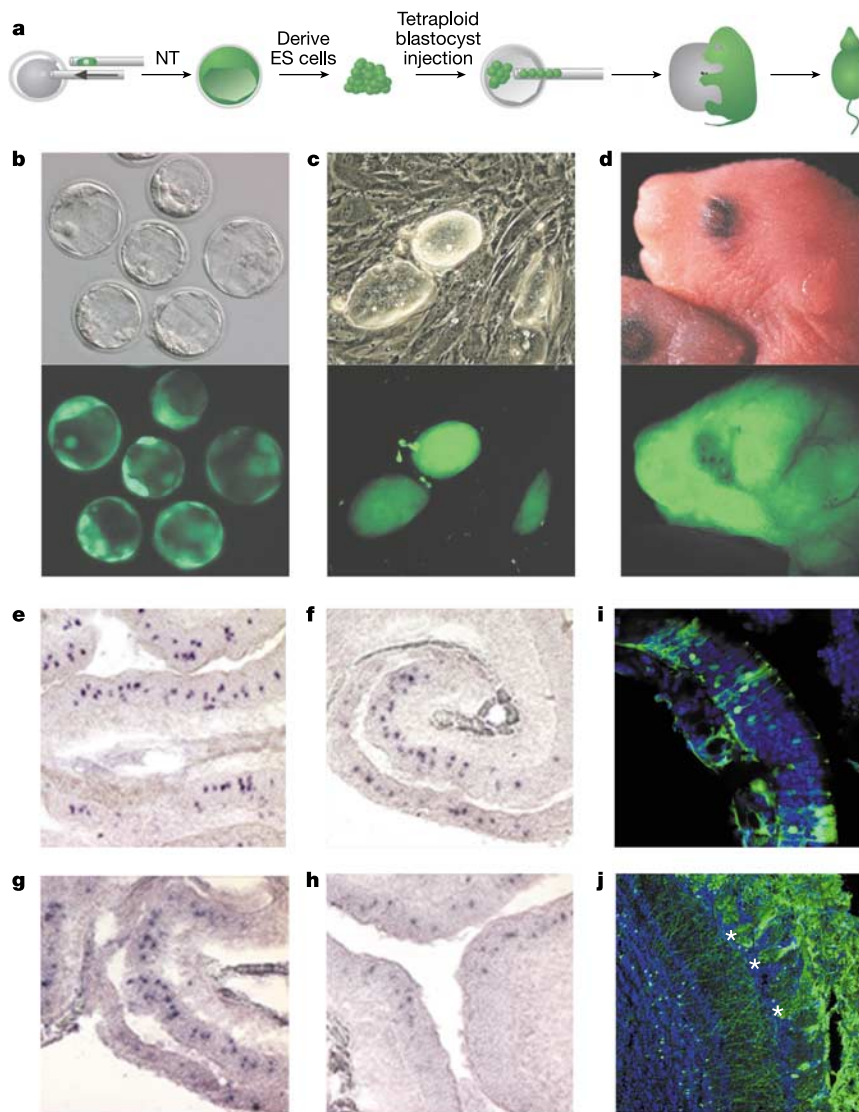 a
NT
Derive
ES cells
Tetraploid
blastocyst
injection
b
c
d
e
f
i
g
h
j
*
*
*